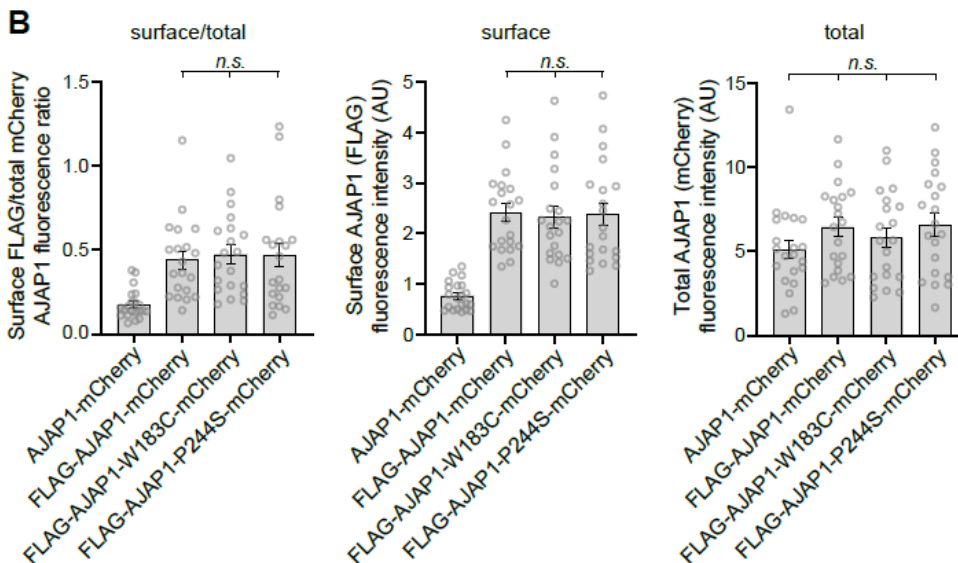 B
surface/total
n.s.
Surface FLAG/total mCherry
AJAP1 fluorescence ratio
1.5
1.0
0.5
0.0
AJAP1-mCherry
FLAG-AJAP1-mCherry
FLAG-AJAP1-W183C-mCherry
FLAG-AJAP1-P244S-mCherry
surface
n.s.
Surface AJAP1 (FLAG)
fluorescence intensity (AU)
5
4
3
2
1
0
AJAP1-mCherry
FLAG-AJAP1-mCherry
FLAG-AJAP1-W183C-mCherry
FLAG-AJAP1-P244S-mCherry
total
n.s.
Total AJAP1 (mCherry)
fluorescence intensity (AU)
15
10
5
0
AJAP1-mCherry
FLAG-AJAP1-mCherry
FLAG-AJAP1-W183C-mCherry
FLAG-AJAP1-P244S-mCherry